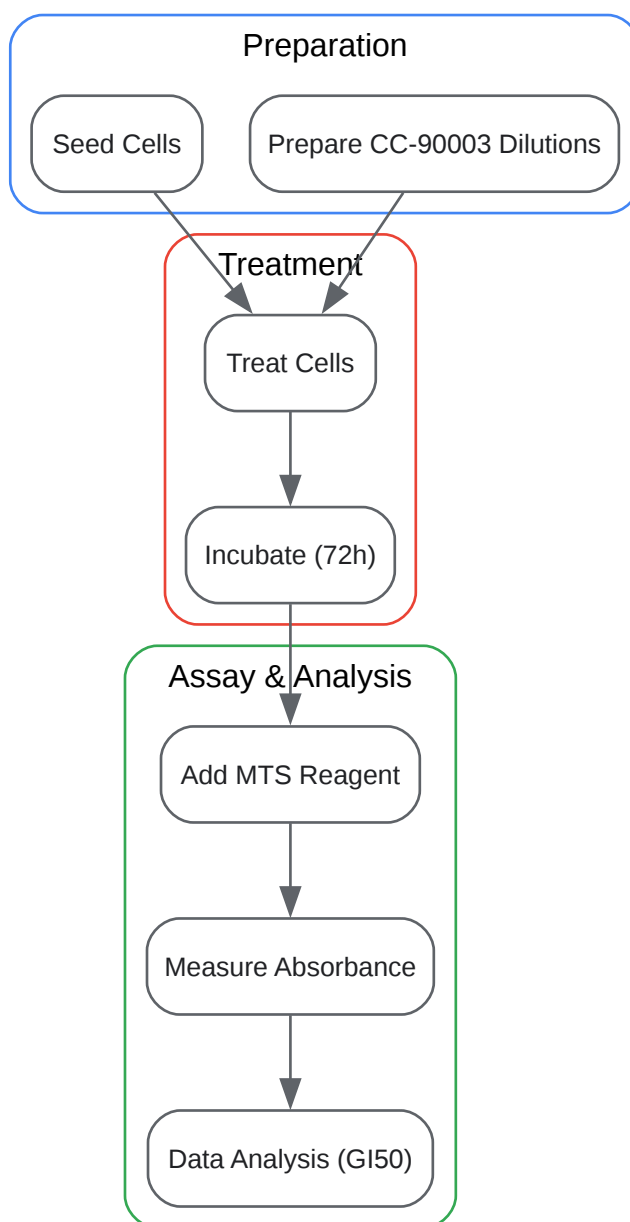 Preparation
Seed Cells
Prepare CC-90003 Dilutions
Treatment
Treat Cells
Incubate (72h)
Assay & Analysis
Add MTS Reagent
Measure Absorbance
Data Analysis (GI50)